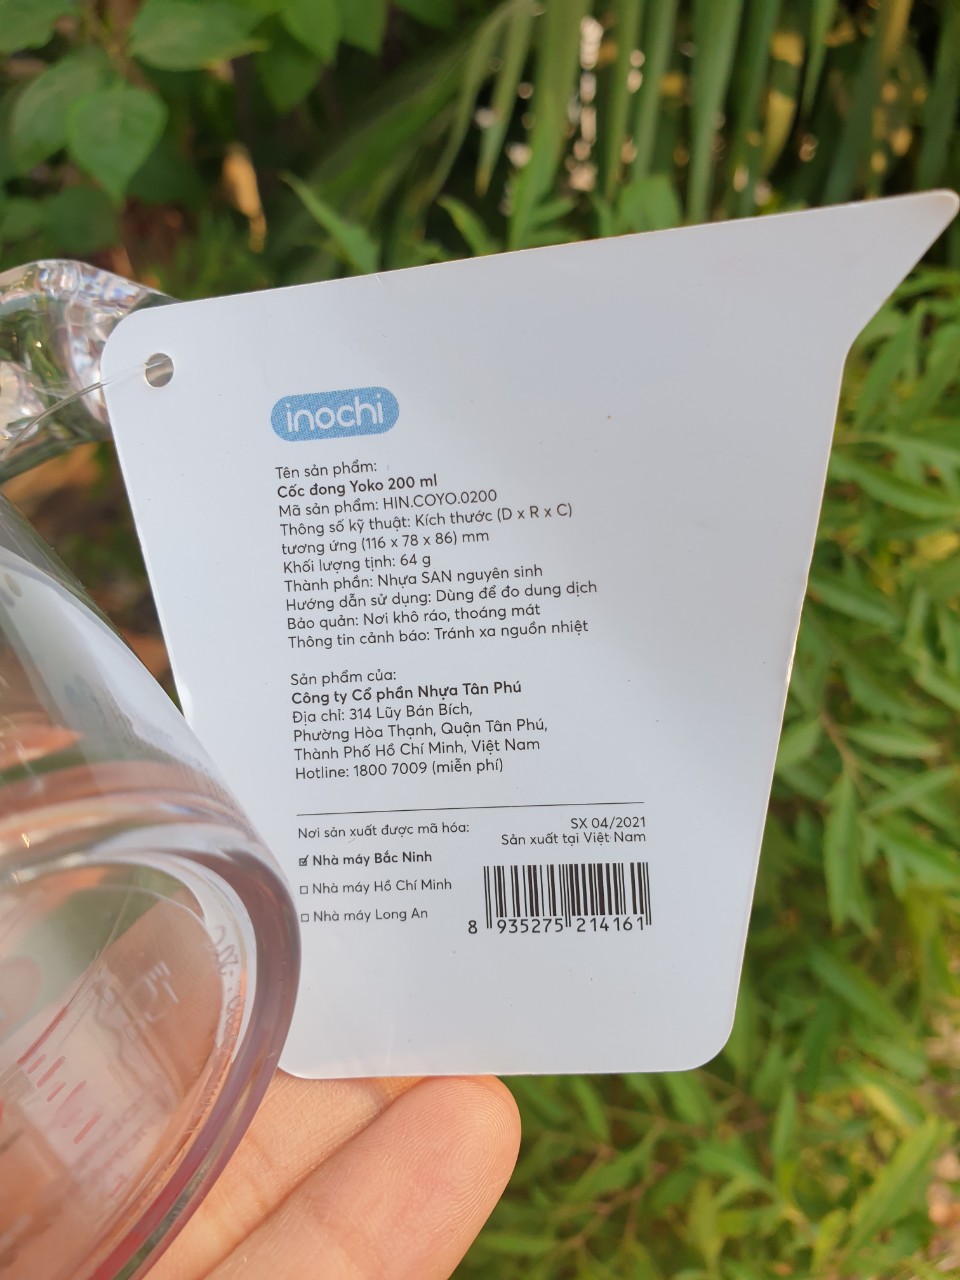 inochi
Tên sản phẩm:
Cốc đong Yoko 200 ml
Mã sản phẩm: HIN.COYO.0200
Thông số kỹ thuật: Kích thước (D x R x C)
tương ứng (116 x 78 x 86) mm
Khối lượng tịnh: 64 g
Thành phần: Nhựa SAN nguyên sinh
Hướng dẫn sử dụng: Dùng để đo dung dịch
Bảo quản: Nơi khô ráo, thoáng mát
Thông tin cảnh báo: Tránh xa nguồn nhiệt
Sản phẩm của:
Công ty Cổ phần Nhựa Tân Phú
Địa chỉ: 314 Lũy Bán Bích,
Phường Hòa Thạnh, Quận Tân Phú,
Thành Phố Hồ Chí Minh, Việt Nam
Hotline: 1800 7009 (miễn phí)
Nơi sản xuất được mã hóa:
Nhà máy Bắc Ninh
Nhà máy Hồ Chí Minh
Nhà máy Long An
SX 04/2021
Sản xuất tại Việt Nam
8 935275 214161